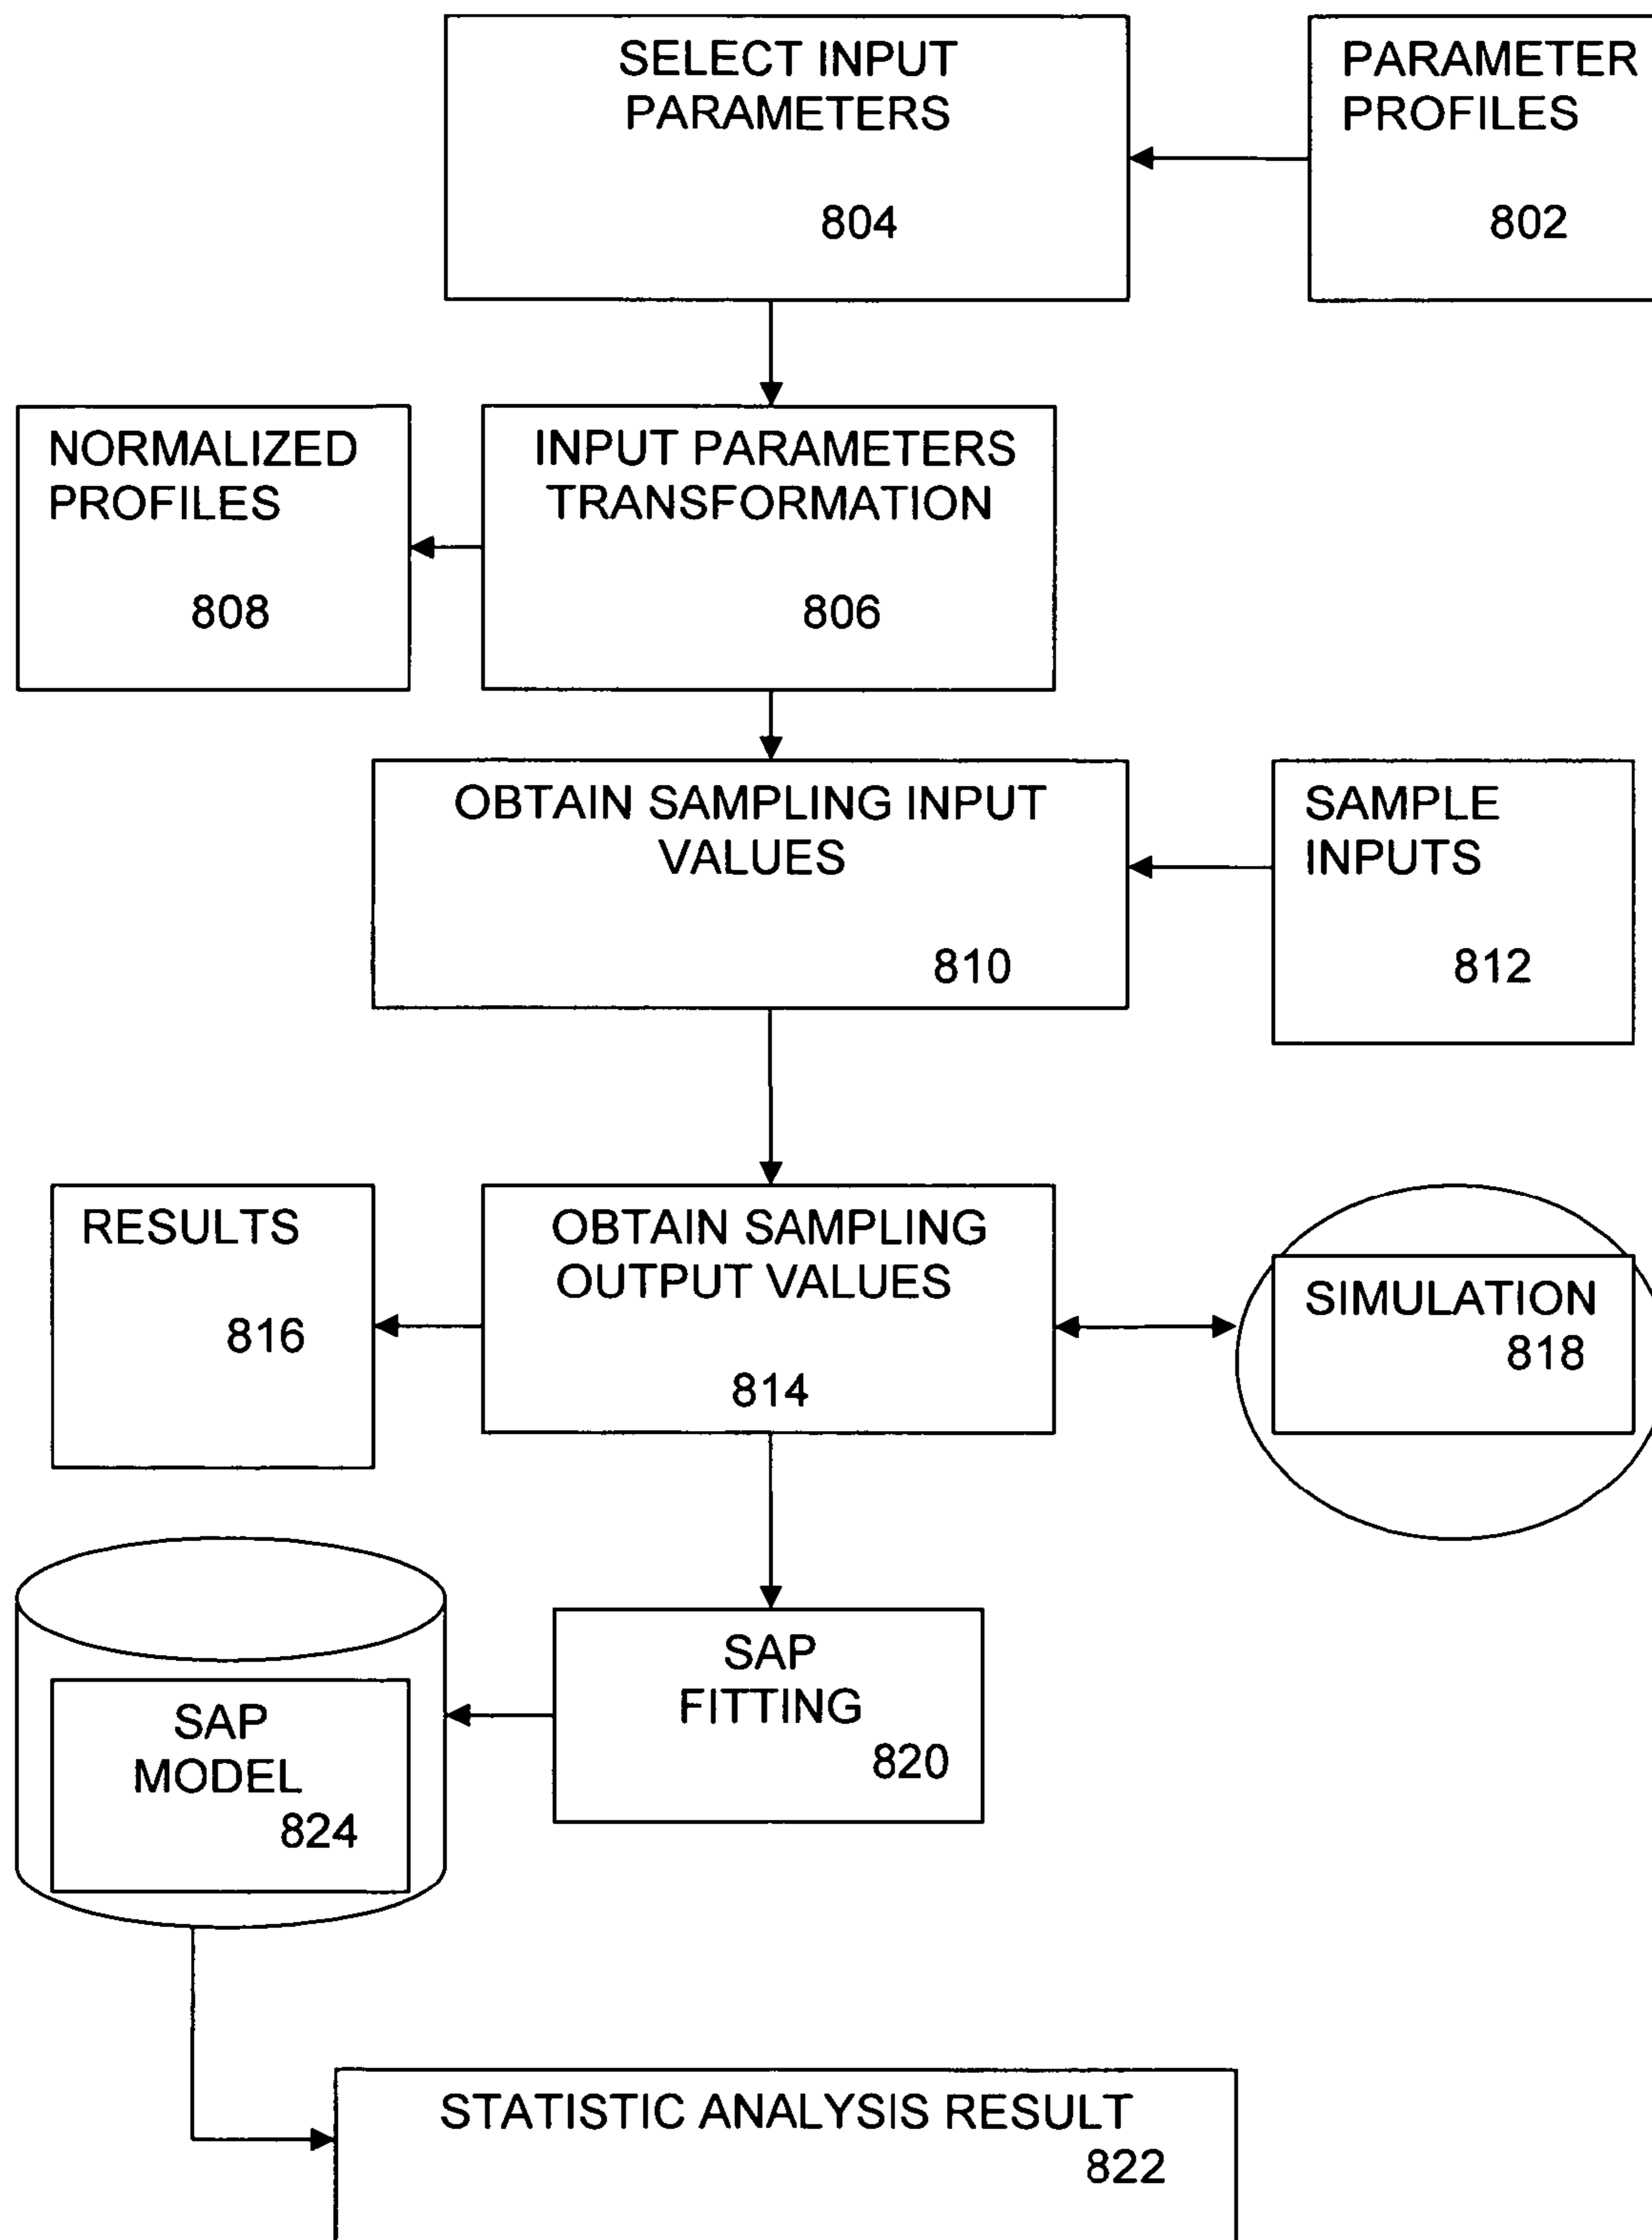 SELECT INPUT
PARAMETERS
804
PARAMETER
PROFILES
802
NORMALIZED
PROFILES
808
INPUT PARAMETERS
TRANSFORMATION
806
OBTAIN SAMPLING INPUT
VALUES
810
SAMPLE
INPUTS
812
RESULTS
816
OBTAIN SAMPLING
OUTPUT VALUES
814
SIMULATION
818
SAP
FITTING
820
SAP
MODEL
824
STATISTIC ANALYSIS RESULT
822